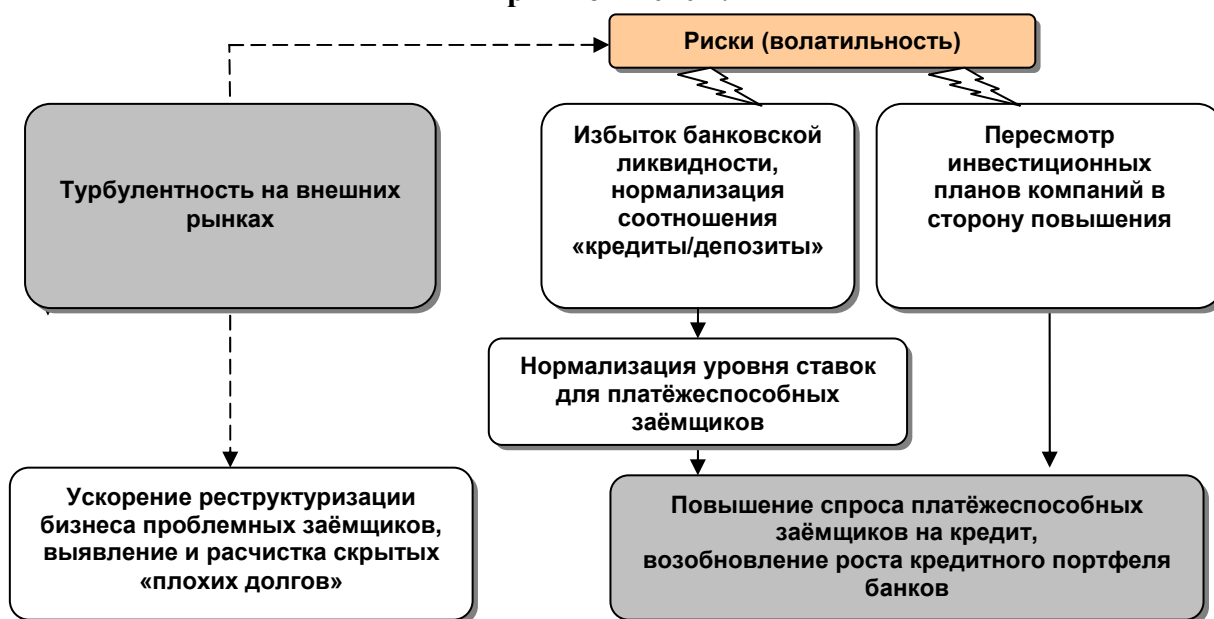 Риски (волатильность)
Турбулентность на внешних
рынках
Избыток банковской
ликвидности,
нормализация
соотношения
«кредиты/депозиты»
Пересмотр
инвестиционных
планов компаний в
сторону повышения
Нормализация уровня ставок
для платёжеспособных
заёмщиков
Ускорение реструктуризации
бизнеса проблемных заёмщиков,
выявление и расчистка скрытых
«плохих долгов»
Повышение спроса платёжеспособных
заёмщиков на кредит,
возобновление роста кредитного портфеля
банков